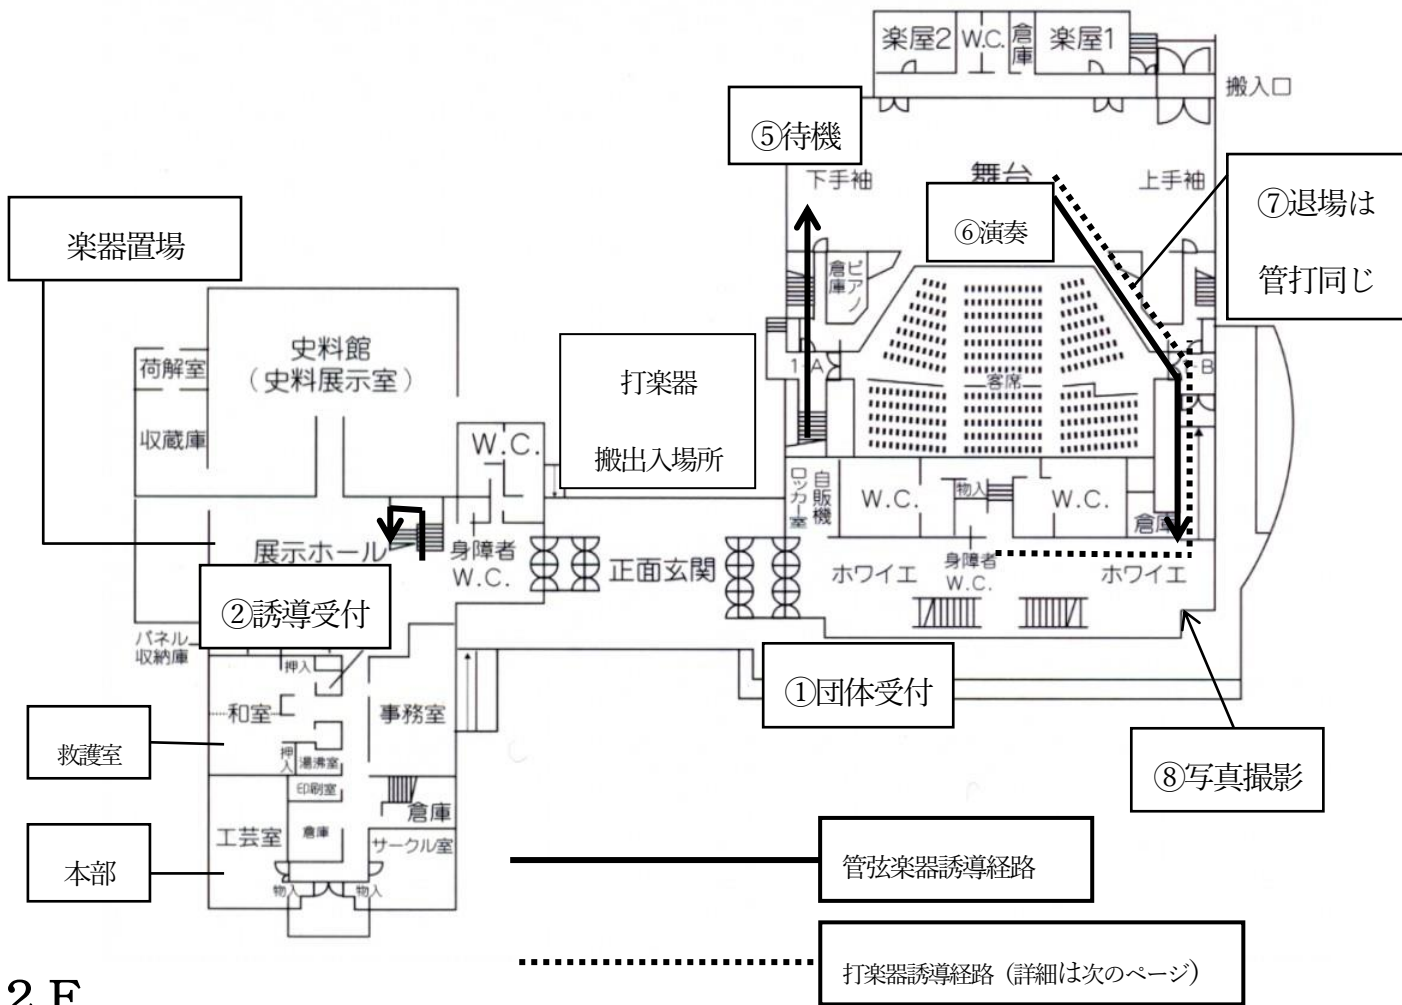 楽屋2
W.C.
倉庫
楽屋1
搬入口
⑤待機
下手袖
舞台
上手袖
⑦退場は
管打同じ
⑥演奏
楽器置場
ピアノ
倉庫
荷解室
史料館
(史料展示室)
収蔵庫
打楽器
搬出入場所
1-A
客席
-B
W.C.
ロッカー室
自販機
W.C.
物入
W.C.
倉庫
展示ホール
身障者
W.C.
正面玄関
ホワイエ
身障者
W.C.
ホワイエ
②誘導受付
パネル
収納庫
押入
和室
事務室
①団体受付
救護室
押入
湯沸室
印刷室
⑧写真撮影
工芸室
倉庫
倉庫
サークル室
本部
物入
物入
管弦楽器誘導経路
打楽器誘導経路(詳細は次のページ)
2F